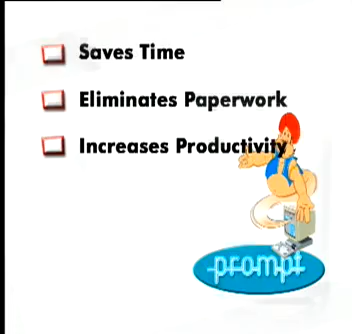 Saves Time
Eliminates Paperwork
Increases Productivity
prompt